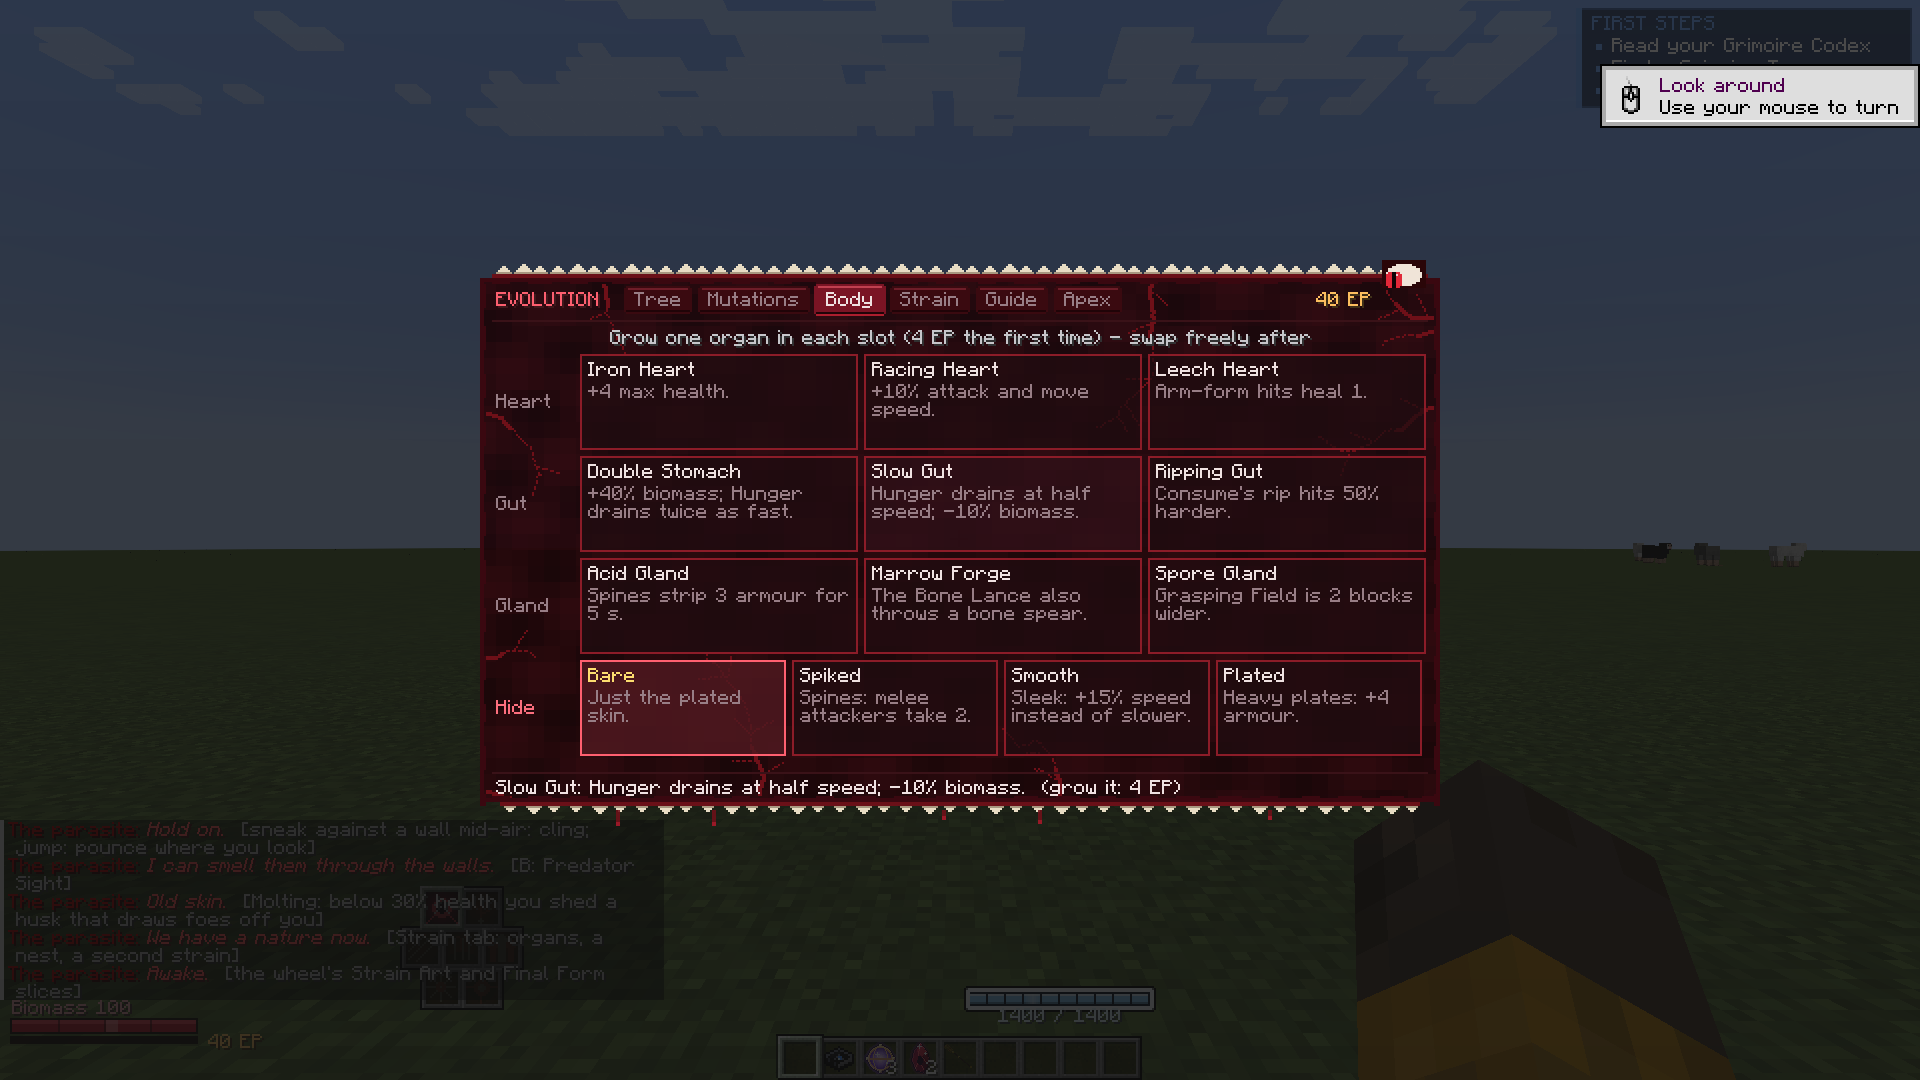 FIRST STEPS
Read your Grimoire Codex
Look around
Use your mouse to turn
EVOLUTION
Tree
Mutations
Body
Strain
Guide
Apex
40 EP
Grow one organ in each slot (4 EP the first time) - swap freely after
Heart
Iron Heart
+4 max health.
Racing Heart
+10% attack and move
speed.
Leech Heart
Arm-form hits heal 1.
Gut
Double Stomach
+40% biomass; Hunger
drains twice as fast.
Slow Gut
Hunger drains at half
speed; -10% biomass.
Ripping Gut
Consume's rip hits 50%
harder.
Gland
Acid Gland
Spines strip 3 armour for
5 s.
Marrow Forge
The Bone Lance also
throws a bone spear.
Spore Gland
Grasping Field is 2 blocks
wider.
Hide
Bare
Just the plated
skin.
Spiked
Spines: melee
attackers take 2.
Smooth
Sleek: +15% speed
instead of slower.
Plated
Heavy plates: +4
armour.
Slow Gut: Hunger drains at half speed; -10% biomass. (grow it: 4 EP)
The parasite: Hold on. [sneak against a wall mid-air: cling;
jump: pounce where you look]
The parasite: I can smell them through the walls. [B: Predator
Sight]
The parasite: Old skin. [Molting: below 30% health you shed a
husk that draws foes off you]
The parasite: We have a nature now. [Strain tab: organs, a
nest, a second strain]
The parasite: Awake. [the wheel's Strain Art and Final Form
slices]
Biomass 100
40 EP
1400 / 1400
3
2